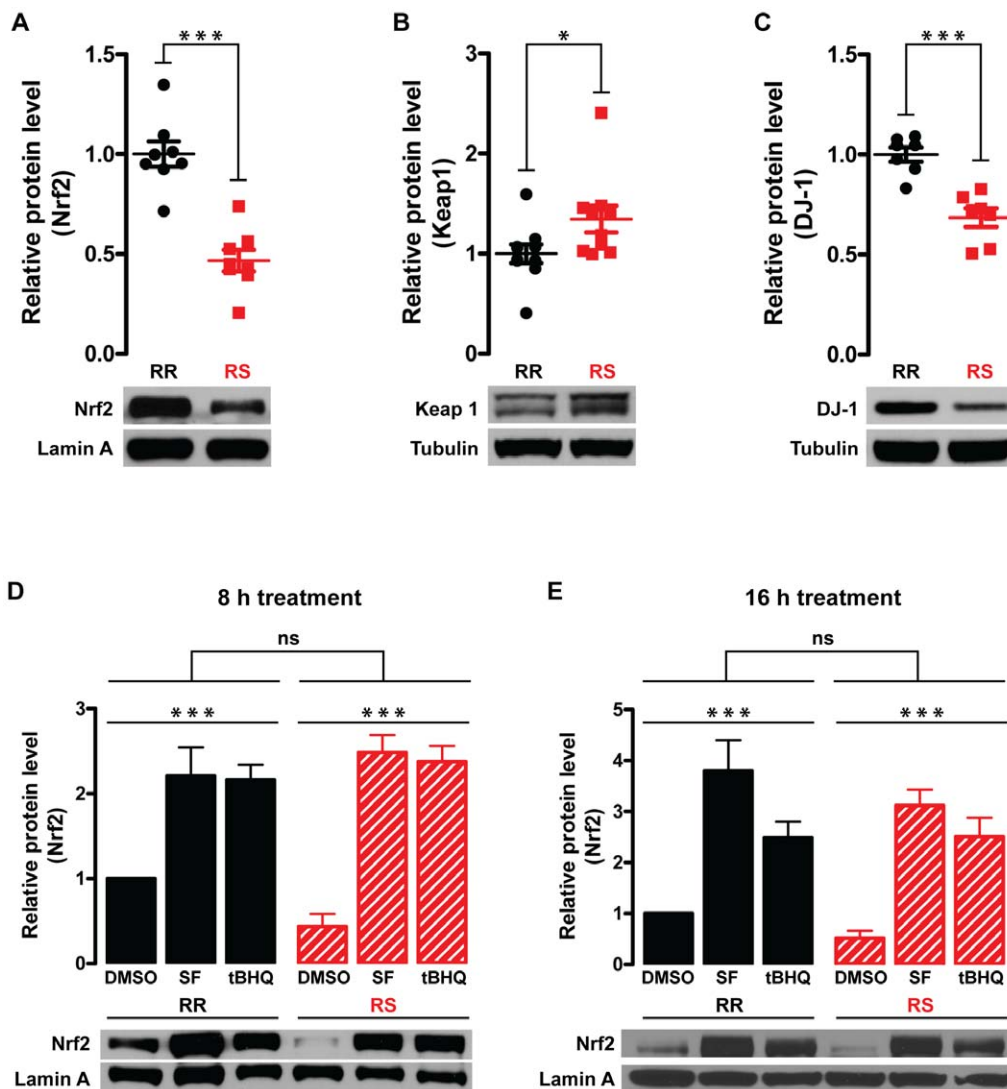 A
***
1.5
1.0
0.5
0.0
Relative protein level
(Nrf2)
RR RS
Nrf2
Lamin A
B
*
3
2
1
0
Relative protein level
(Keap1)
RR RS
Keap 1
Tubulin
C
***
1.5
1.0
0.5
0.0
Relative protein level
(DJ-1)
RR RS
DJ-1
Tubulin
D
8 h treatment
ns
*** ***
3
2
1
0
Relative protein level
(Nrf2)
DMSO SF tBHQ DMSO SF tBHQ
RR RS
Nrf2
Lamin A
E
16 h treatment
ns
*** ***
5
4
3
2
1
0
Relative protein level
(Nrf2)
DMSO SF tBHQ DMSO SF tBHQ
RR RS
Nrf2
Lamin A